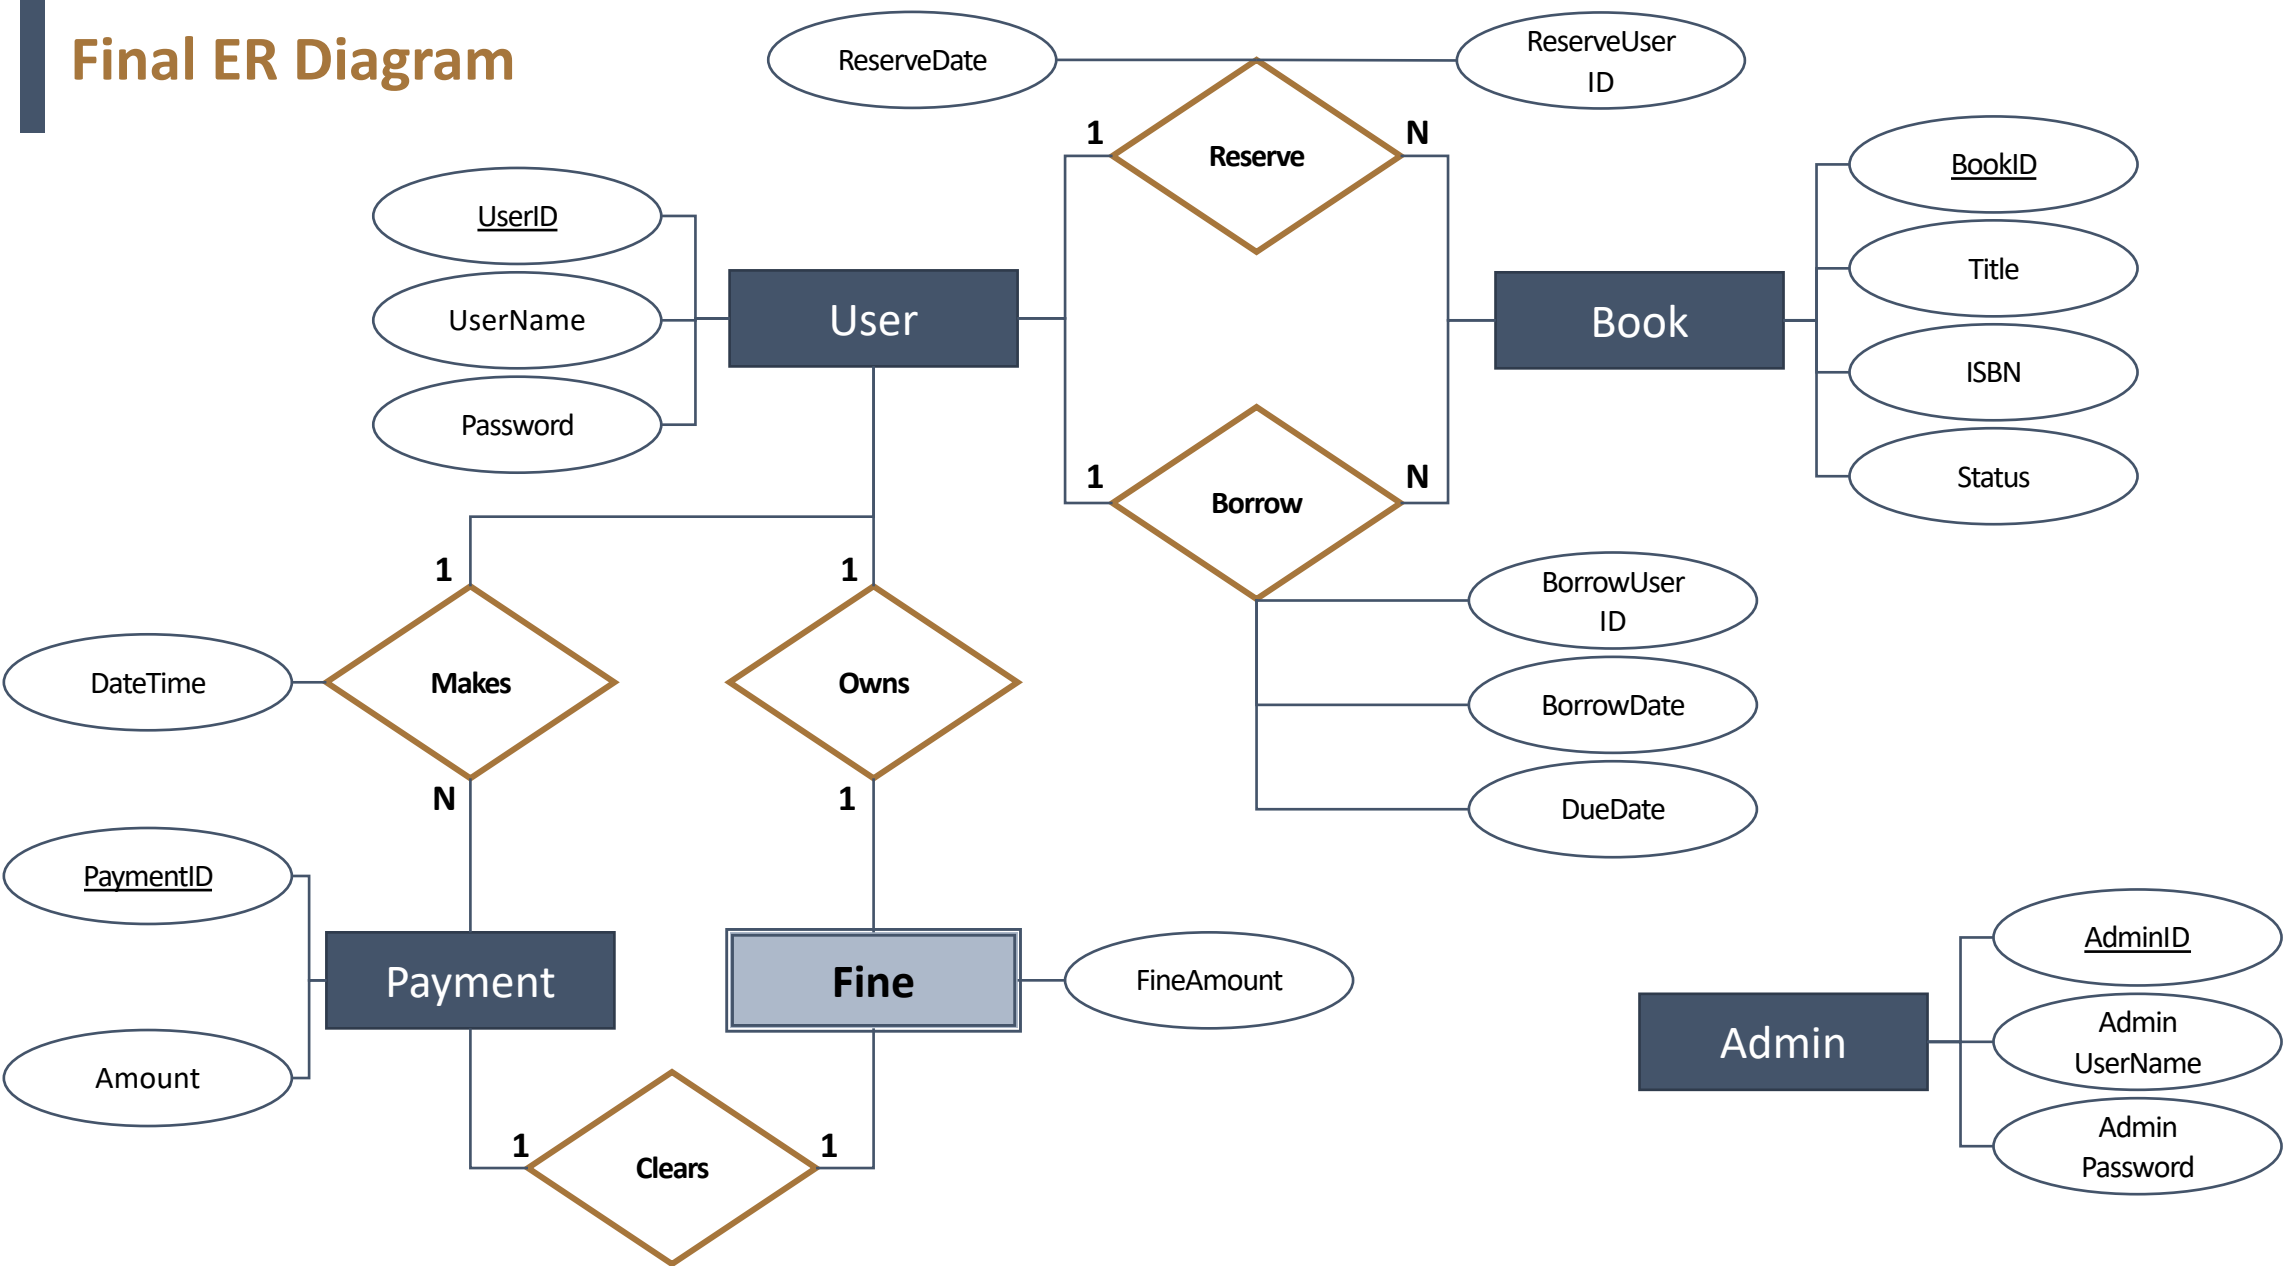 Final ER Diagram
ReserveDate
ReserveUser
ID
1
N
Reserve
BookID
UserID
Title
UserName
User
Book
ISBN
Password
1
N
Status
Borrow
1
1
BorrowUser
ID
DateTime
Makes
Owns
BorrowDate
N
1
DueDate
PaymentID
AdminID
Payment
Fine
FineAmount
Admin
Admin
UserName
Amount
Admin
Password
1
1
Clears